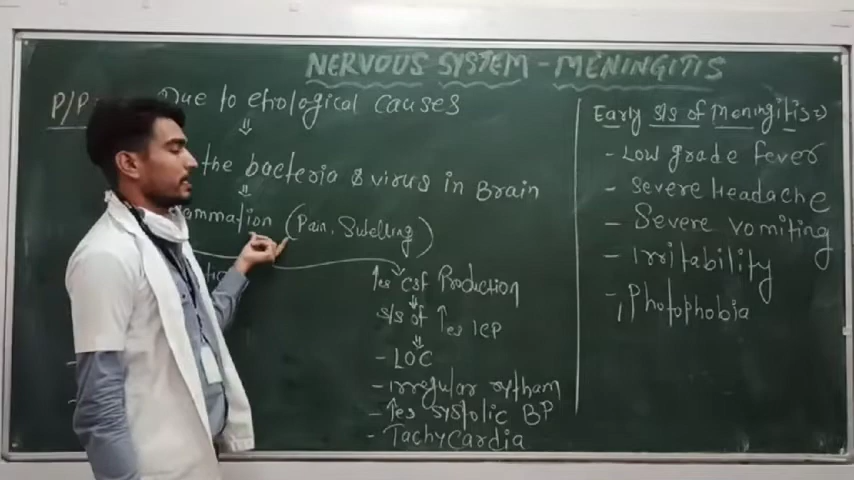 NERVOUS SYSTEM - MENINGITIS
P/P:
Due to etiological causes
⇓
the bacteria & virus in Brain
⇓
ammation (Pain, Swelling)
↑es CSF Production
⇓
S/S of ↑es ICP
⇓
- LOC
- irregular rytham
- ↑es systolic BP
- Tachycardia
Early s/s of Meningitis:->
- Low grade fever
- Severe Headache
- Severe vomiting
- Irritability
- Photophobia